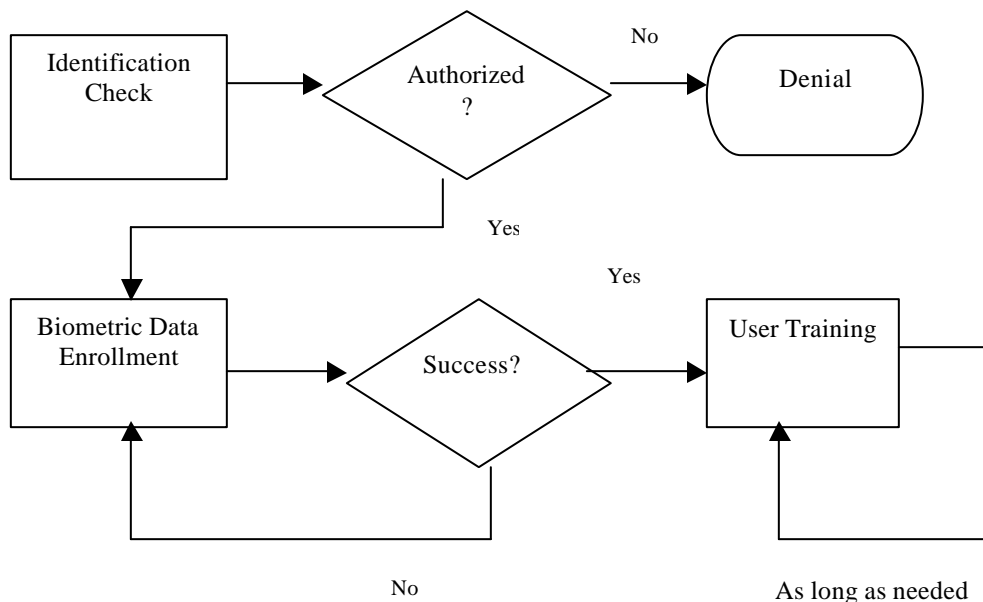 Identification
Check
Authorized
?
No
Denial
Yes
Biometric Data
Enrollment
Success?
Yes
User Training
No
As long as needed